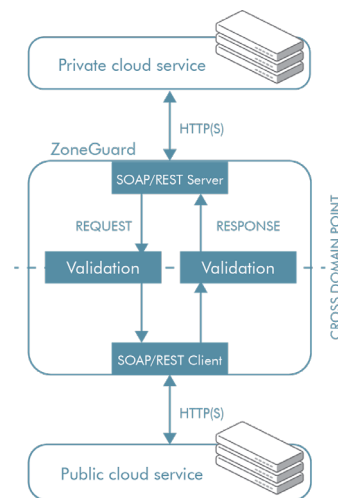 Private cloud service
HTTP(S)
ZoneGuard
SOAP/REST Server
REQUEST
RESPONSE
Validation
Validation
CROSS DOMAIN POINT
SOAP/REST Client
HTTP(S)
Public cloud service